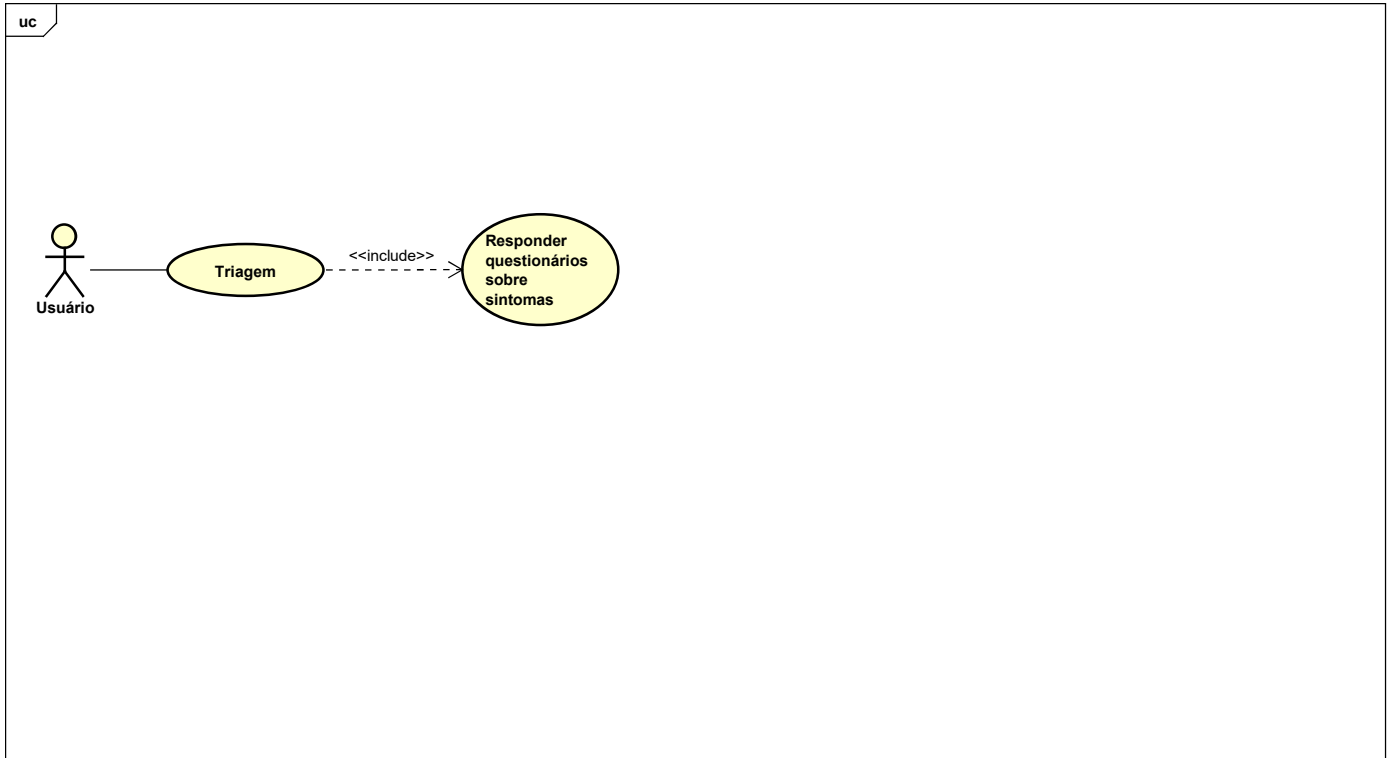 uc
Usuário
Triagem
<<include>>
Responder
questionários
sobre
sintomas